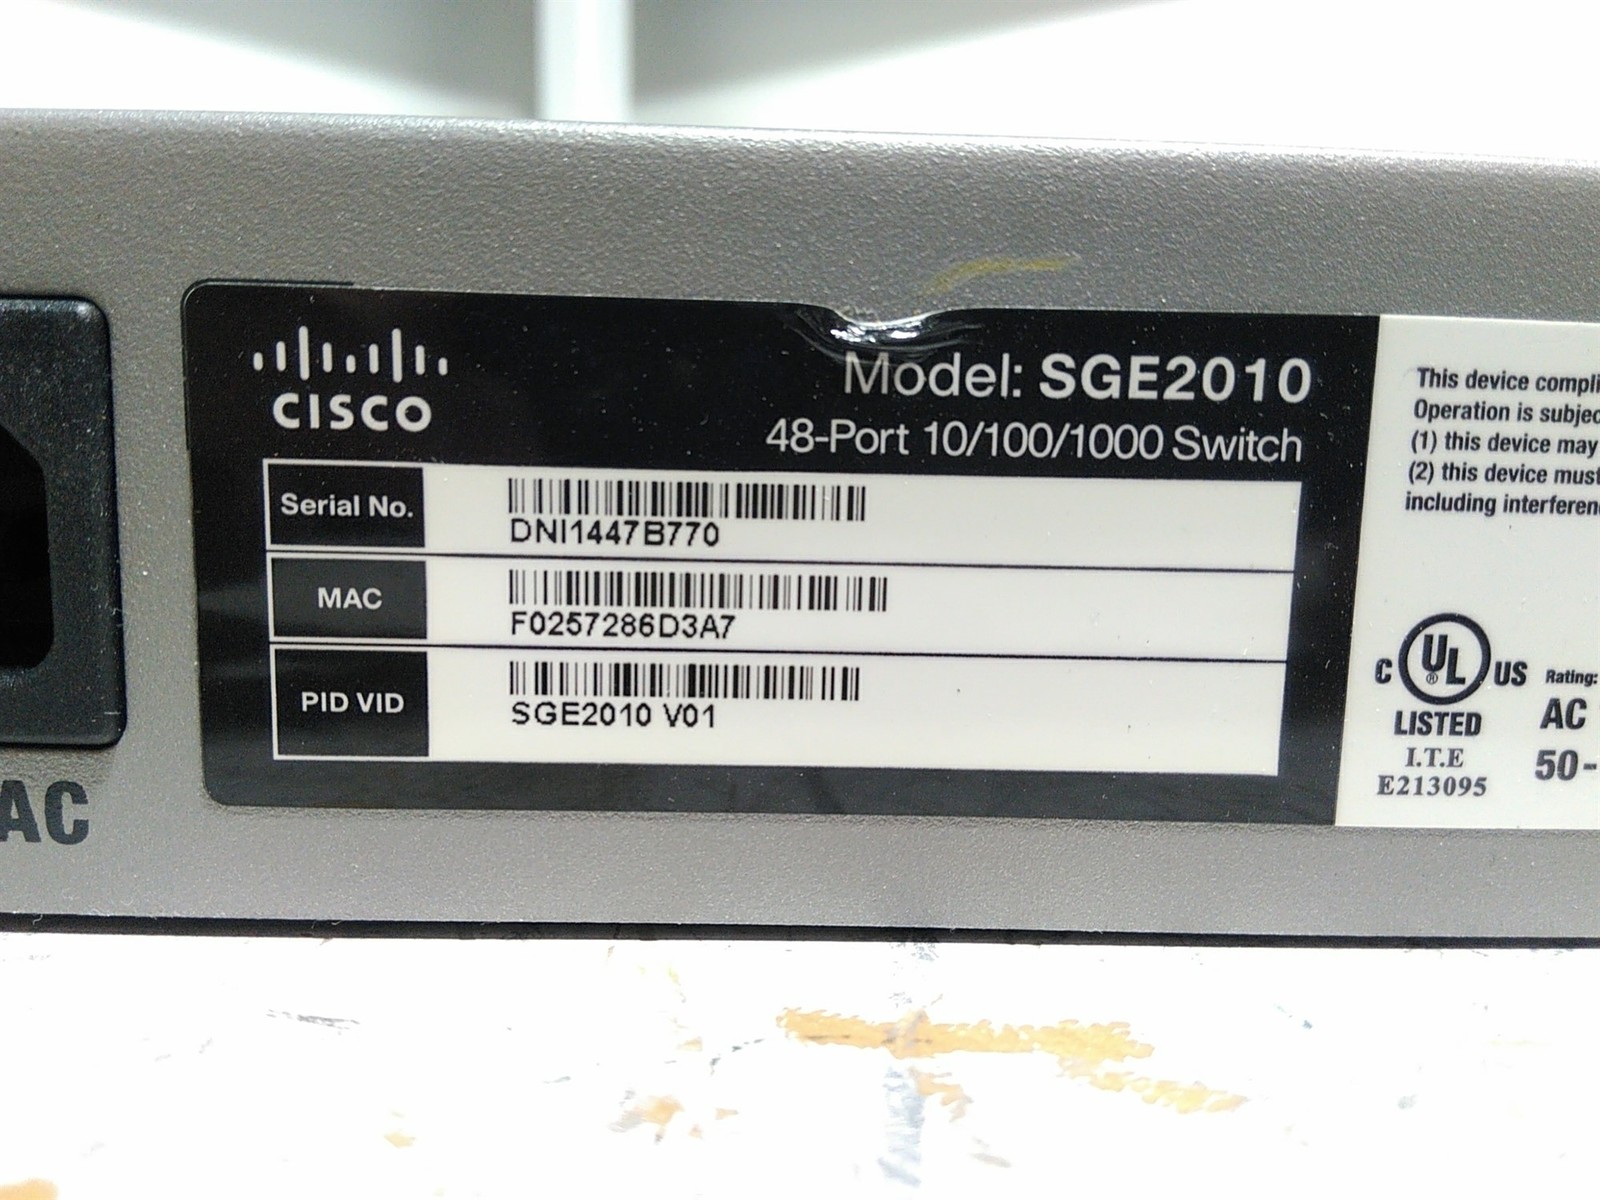 CISCO
Model: SGE2010
48-Port 10/100/1000 Switch
Serial No.
DNI1447B770
MAC
F0257286D3A7
PID VID
SGE2010 V01
AC
This device compli
Operation is subjec
(1) this device may
(2) this device must
including interferen
C UL ® US
LISTED
I.T.E
E213095
Rating:
AC
50-